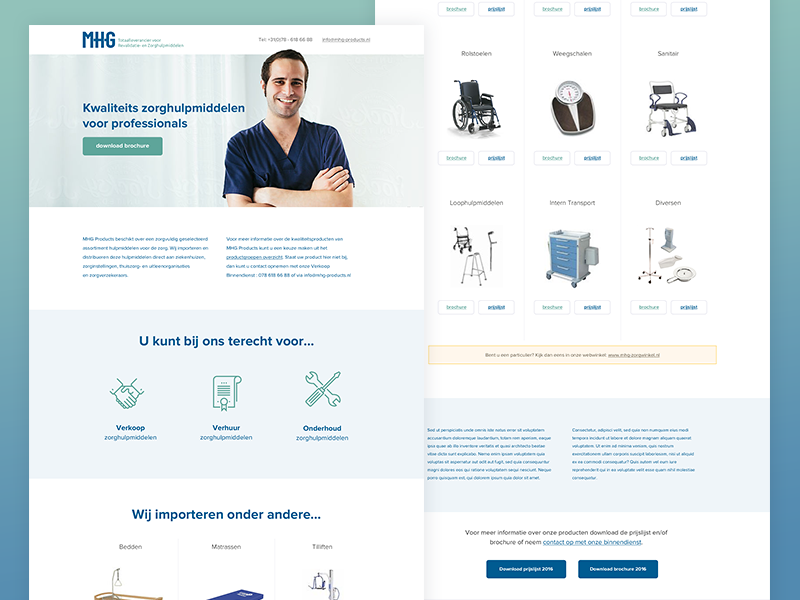 MHG
Totaalleverancier voor
Revalidatie- en Zorghulpmiddelen
Tel: +31(0)78 - 618 66 88
info@mhg-products.nl
Kwaliteits zorghulpmiddelen
voor professionals
download brochure
MHG Products beschikt over een zorgvuldig geselecteerd
assortiment hulpmiddelen voor de zorg. Wij importeren en
distribueren deze hulpmiddelen direct aan ziekenhuizen,
zorginstellingen, thuiszorg- en uitleenorganisaties
en zorgverzekeraars.
Voor meer informatie over de kwaliteitsproducten van
MHG Products kunt u een keuze maken uit het
productgroepen overzicht. Staat uw product hier niet bij,
dan kunt u contact opnemen met onze Verkoop
Binnendienst : 078 618 66 88 of via info@mhg-products.nl
U kunt bij ons terecht voor...
Verkoop
zorghulpmiddelen
Verhuur
zorghulpmiddelen
Onderhoud
zorghulpmiddelen
Wij importeren onder andere...
Bedden
Matrassen
Tilliften
brochure
prijslijst
brochure
prijslijst
brochure
prijslijst
Rolstoelen
Weegschalen
Sanitair
brochure
prijslijst
brochure
prijslijst
brochure
prijslijst
Loophulpmiddelen
Intern Transport
Diversen
brochure
prijslijst
brochure
prijslijst
brochure
prijslijst
Bent u een particulier? Kijk dan eens in onze webwinkel: www.mhg-zorgwinkel.nl
Sed ut perspiciatis unde omnis iste natus error sit voluptatem
accusantium doloremque laudantium, totam rem aperiam, eaque
ipsa quae ab illo inventore veritatis et quasi architecto beatae
vitae dicta sunt explicabo. Nemo enim ipsam voluptatem quia
voluptas sit aspernatur aut odit aut fugit, sed quia consequuntur
magni dolores eos qui ratione voluptatem sequi nesciunt. Neque
porro quisquam est, qui dolorem ipsum quia dolor sit amet.
Consectetur, adipisci velit, sed quia non numquam eius modi
tempora incidunt ut labore et dolore magnam aliquam quaerat
voluptatem. Ut enim ad minima veniam, quis nostrum
exercitationem ullam corporis suscipit laboriosam, nisi ut aliquid
ex ea commodi consequatur? Quis autem vel eum iure
reprehenderit qui in ea voluptate velit esse quam nihil molestiae
consequatur.
Voor meer informatie over onze producten download de prijslijst en/of
brochure of neem contact op met onze binnendienst.
Download prijslijst 2016
Download brochure 2016